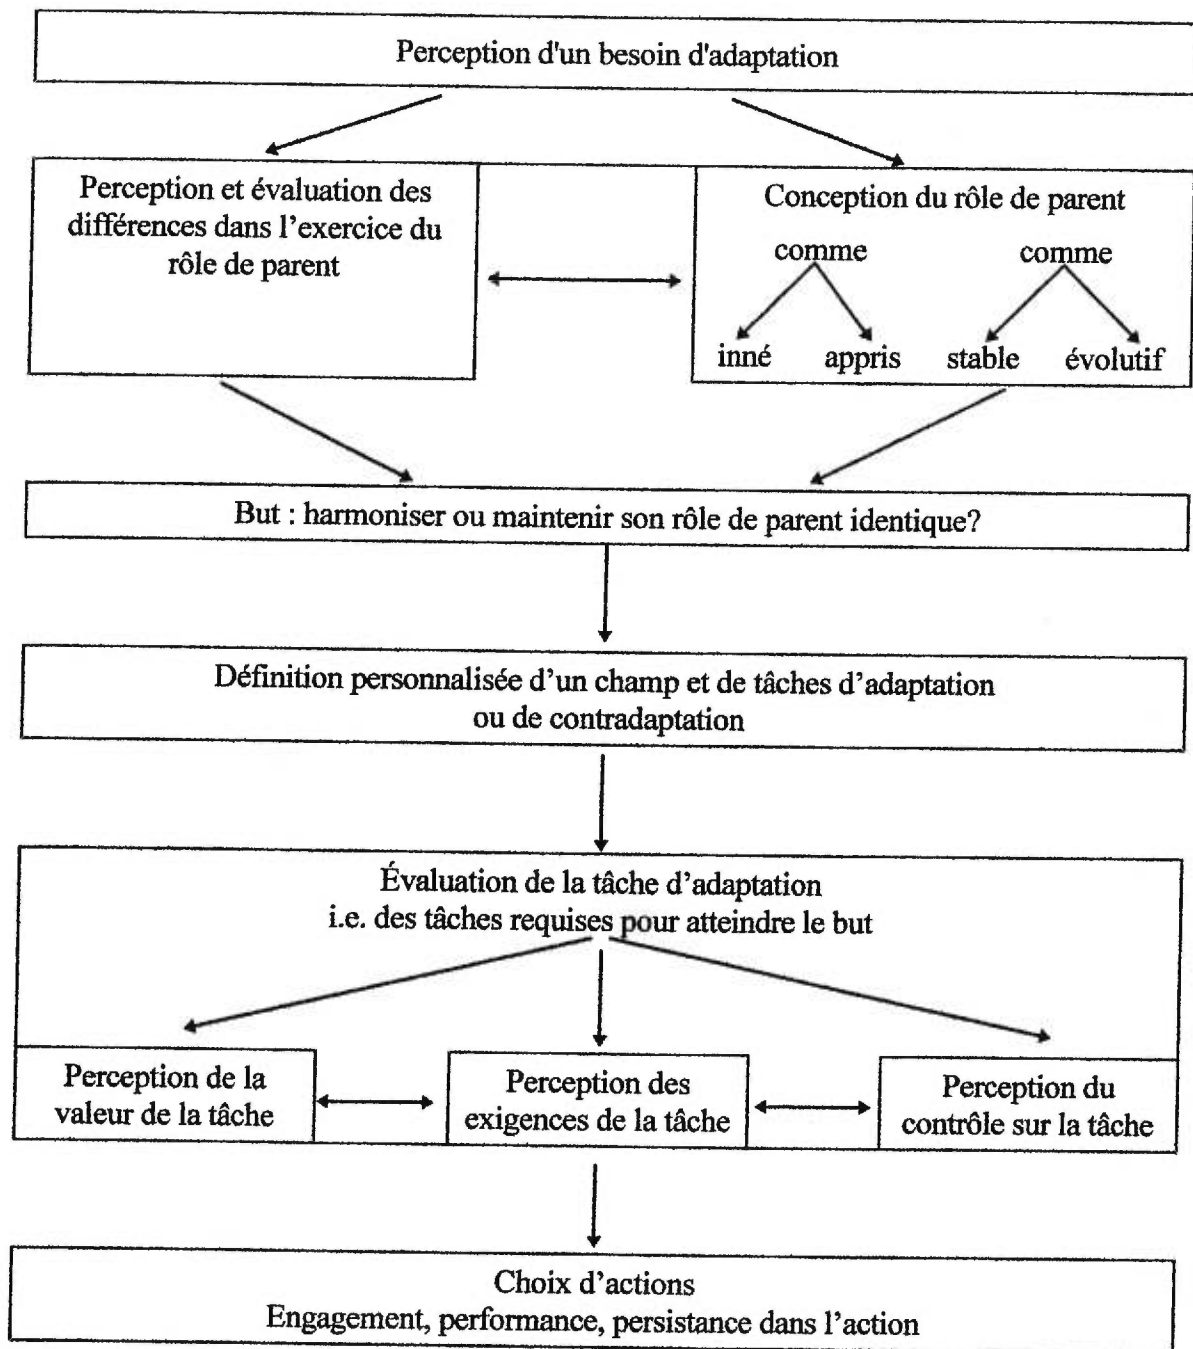 Perception d'un besoin d'adaptation
Perception et évaluation des
différences dans l’exercice du
rôle de parent
Conception du rôle de parent
comme comme
inné appris stable évolutif
But : harmoniser ou maintenir son rôle de parent identique?
Définition personnalisée d’un champ et de tâches d’adaptation
ou de contradaptation
Évaluation de la tâche d’adaptation
i.e. des tâches requises pour atteindre le but
Perception de la
valeur de la tâche
Perception des
exigences de la tâche
Perception du
contrôle sur la tâche
Choix d’actions
Engagement, performance, persistance dans l’action